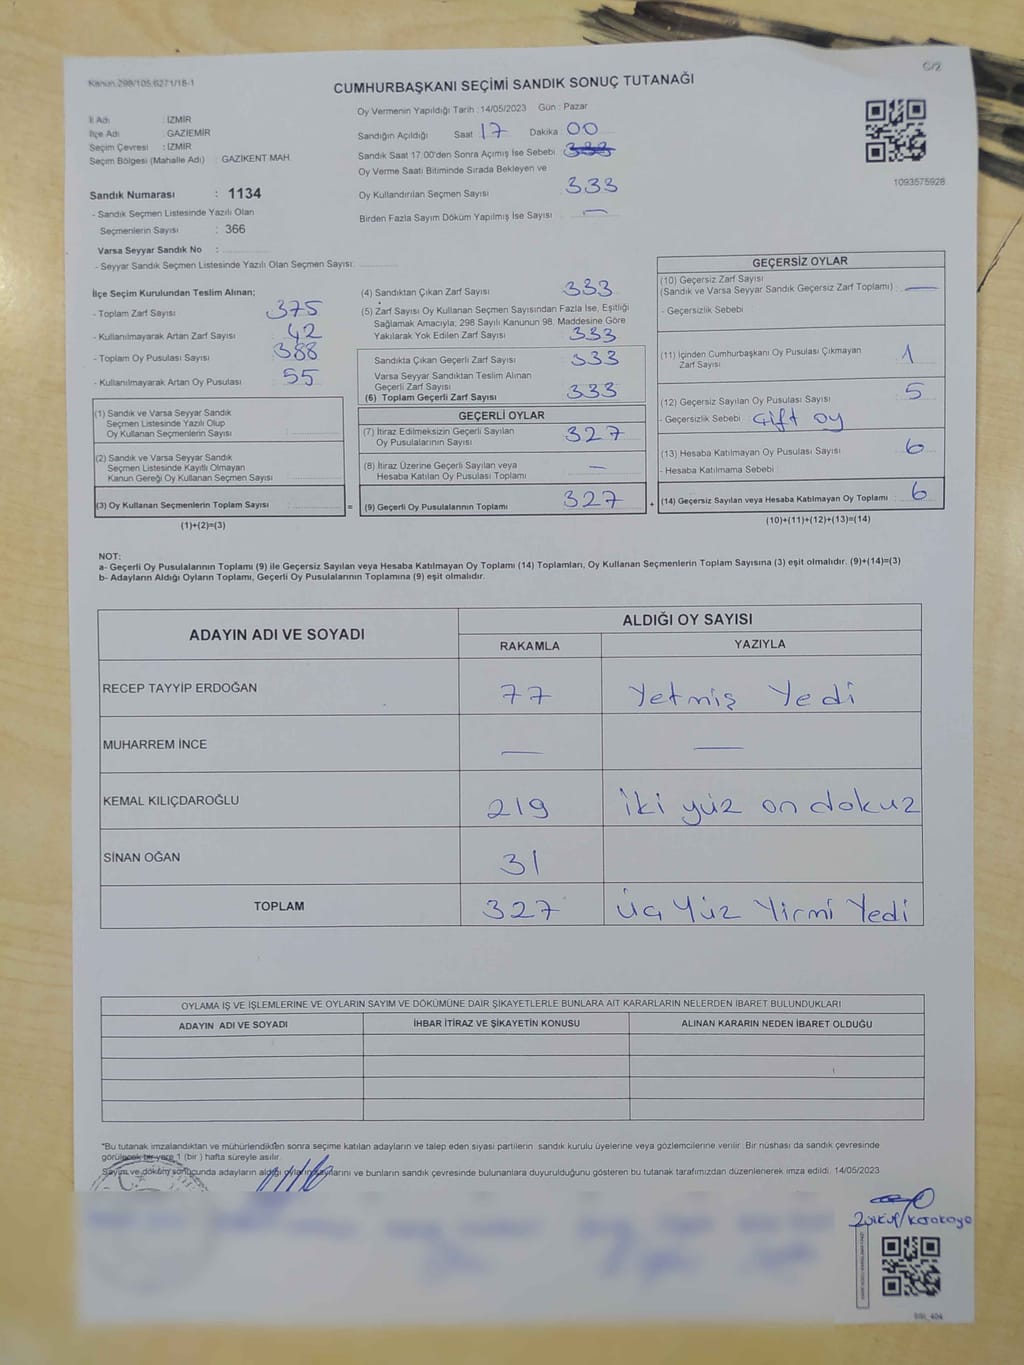 Kanun 298/105,6271/18-1
C/2
CUMHURBAŞKANI SEÇİMİ SANDIK SONUÇ TUTANAĞI
İl Adı : İZMİR
İlçe Adı : GAZİEMİR
Seçim Çevresi : İZMİR
Seçim Bölgesi (Mahalle Adı) : GAZİKENT MAH.
Sandık Numarası : 1134
- Sandık Seçmen Listesinde Yazılı Olan
Seçmenlerin Sayısı : 366
Varsa Seyyar Sandık No :
- Seyyar Sandık Seçmen Listesinde Yazılı Olan Seçmen Sayısı:
Oy Vermenin Yapıldığı Tarih : 14/05/2023 Gün : Pazar
Sandığın Açıldığı Saat 17 Dakika 00
Sandık Saat 17:00'den Sonra Açımış İse Sebebi 333
Oy Verme Saati Bitiminde Sırada Bekleyen ve
Oy Kullandırılan Seçmen Sayısı 333
Birden Fazla Sayım Döküm Yapılmış İse Sayısı —
1093575928
İlçe Seçim Kurulundan Teslim Alınan;
- Toplam Zarf Sayısı 375
- Kullanılmayarak Artan Zarf Sayısı 42
- Toplam Oy Pusulası Sayısı 388
- Kullanılmayarak Artan Oy Pusulası 55
(1) Sandık ve Varsa Seyyar Sandık
Seçmen Listesinde Yazılı Olup
Oy Kullanan Seçmenlerin Sayısı :
(2) Sandık ve Varsa Seyyar Sandık
Seçmen Listesinde Kayıtlı Olmayan
Kanun Gereği Oy Kullanan Seçmen Sayısı :
(3) Oy Kullanan Seçmenlerin Toplam Sayısı :
(1)+(2)=(3)
(4) Sandıktan Çıkan Zarf Sayısı 333
(5) Zarf Sayısı Oy Kullanan Seçmen Sayısından Fazla İse, Eşitliği
Sağlamak Amacıyla; 298 Sayılı Kanunun 98. Maddesine Göre
Yakılarak Yok Edilen Zarf Sayısı : 333
Sandıkta Çıkan Geçerli Zarf Sayısı 333
Varsa Seyyar Sandıktan Teslim Alınan
Geçerli Zarf Sayısı
(6) Toplam Geçerli Zarf Sayısı 333
GEÇERLİ OYLAR
(7) İtiraz Edilmeksizin Geçerli Sayılan
Oy Pusulalarının Sayısı 327
(8) İtiraz Üzerine Geçerli Sayılan veya
Hesaba Katılan Oy Pusulası Toplamı —
= (9) Geçerli Oy Pusulalarının Toplamı 327
GEÇERSİZ OYLAR
(10) Geçersiz Zarf Sayısı
(Sandık ve Varsa Seyyar Sandık Geçersiz Zarf Toplamı) : —
- Geçersizlik Sebebi
(11) İçinden Cumhurbaşkanı Oy Pusulası Çıkmayan
Zarf Sayısı 1
(12) Geçersiz Sayılan Oy Pusulası Sayısı 5
- Geçersizlik Sebebi : Çift oy
(13) Hesaba Katılmayan Oy Pusulası Sayısı 6
- Hesaba Katılmama Sebebi
+ (14) Geçersiz Sayılan veya Hesaba Katılmayan Oy Toplamı 6
(10)+(11)+(12)+(13)=(14)
NOT:
a- Geçerli Oy Pusulalarının Toplamı (9) ile Geçersiz Sayılan veya Hesaba Katılmayan Oy Toplamı (14) Toplamları, Oy Kullanan Seçmenlerin Toplam Sayısına (3) eşit olmalıdır. (9)+(14)=(3)
b- Adayların Aldığı Oyların Toplamı, Geçerli Oy Pusulalarının Toplamına (9) eşit olmalıdır.
ADAYIN ADI VE SOYADI
ALDIĞI OY SAYISI
RAKAMLA YAZIYLA
RECEP TAYYİP ERDOĞAN 77 Yetmiş Yedi
MUHARREM İNCE — —
KEMAL KILIÇDAROĞLU 219 iki yüz on dokuz
SİNAN OĞAN 31
TOPLAM 327 Üç Yüz Yirmi Yedi
OYLAMA İŞ VE İŞLEMLERİNE VE OYLARIN SAYIM VE DÖKÜMÜNE DAİR ŞİKAYETLERLE BUNLARA AİT KARARLARIN NELERDEN İBARET BULUNDUKLARI
ADAYIN ADI VE SOYADI İHBAR İTİRAZ VE ŞİKAYETİN KONUSU ALINAN KARARIN NEDEN İBARET OLDUĞU
*Bu tutanak imzalandıktan ve mühürlendikten sonra seçime katılan adayların ve talep eden siyasi partilerin sandık kurulu üyelerine veya gözlemcilerine verilir. Bir nüshası da sandık çevresinde
görülecek bir yere 1 (bir ) hafta süreyle asılır.
Sayım ve döküm sonucunda adayların aldığı oyların sayılarını ve bunların sandık çevresinde bulunanlara duyurulduğunu gösteren bu tutanak tarafımızdan düzenlenerek imza edildi. 14/05/2023